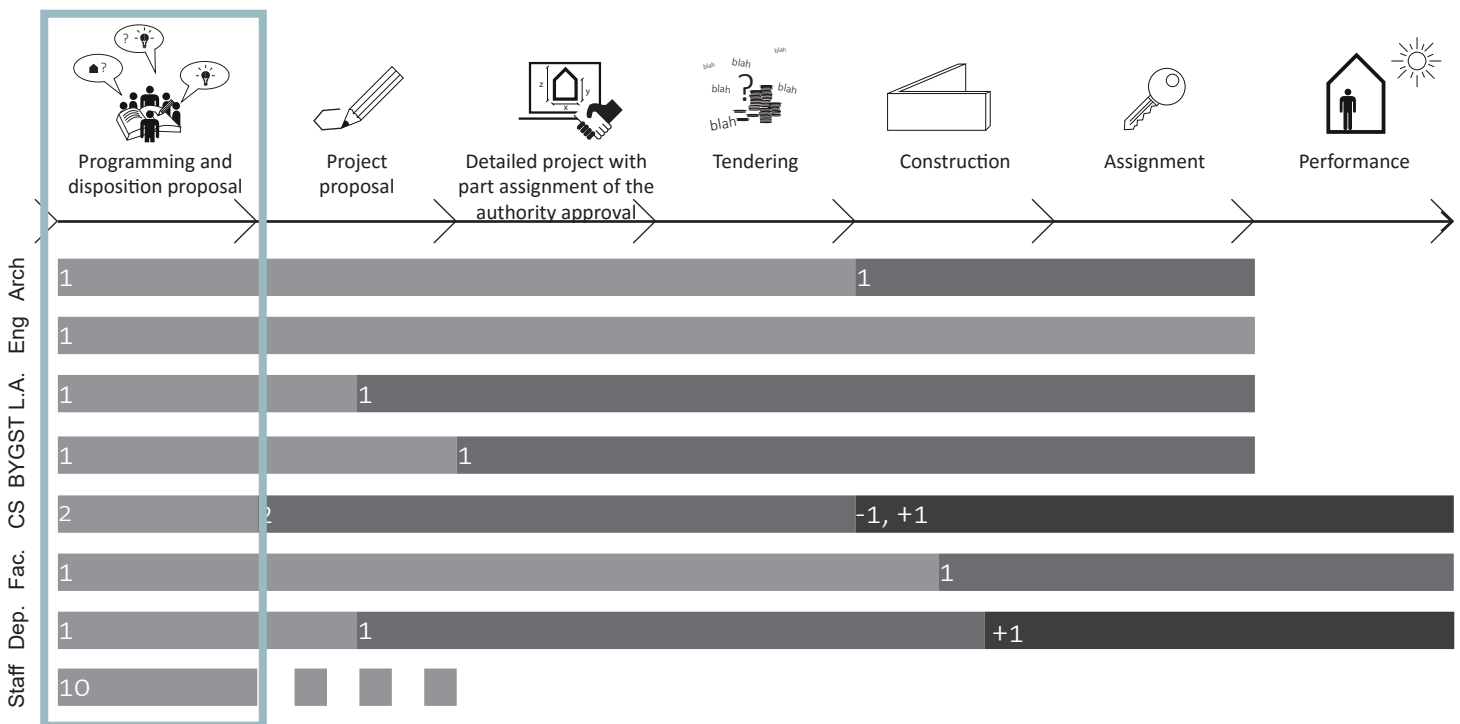 ? 
?
blah
blah
blah
blah
?
blah
blah
z
y
x
Programming and
disposition proposal
Project
proposal
Detailed project with
part assignment of the
authority approval
Tendering
Construction
Assignment
Performance
Arch
1
1
Eng
1
L.A.
1
1
BYGST
1
1
CS
2
2
-1, +1
Fac.
1
1
Dep.
1
1
+1
Staff
10